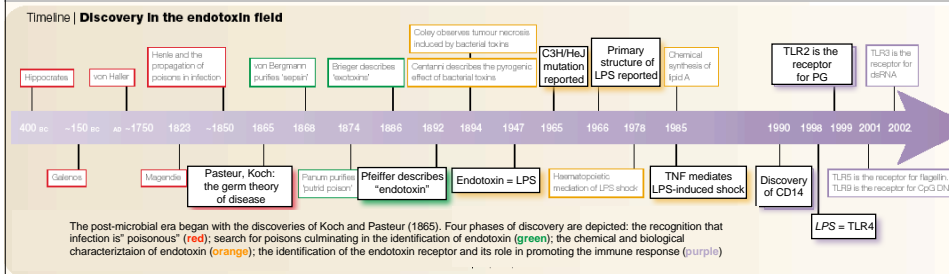 Timeline | Discovery in the endotoxin field
Coley observes tumour necrosis
induced by bacterial toxins
Centanni describes the pyrogenic
effect of bacterial toxins
Hippocrates
von Haller
Henle and the
propagation of
poisons in infection
von Bergmann
purifies 'sepsin'
Brieger describes
'exotoxins'
C3H/HeJ
mutation
reported
Primary
structure of
LPS reported
Chemical
synthesis of
lipid A
TLR2 is the
receptor
for PG
TLR3 is the
receptor for
dsRNA
400 BC
~150 BC
AD ~1750
1823
~1850
1865
1868
1874
1886
1892
1894
1947
1965
1966
1978
1985
1990
1998
1999
2001
2002
Galenos
Magendie
Pasteur, Koch:
the germ theory
of disease
Panum purifies
'putrid poison'
Pfeiffer describes
"endotoxin"
Endotoxin = LPS
Haematopoietic
mediation of LPS shock
TNF mediates
LPS-induced shock
Discovery
of CD14
TLR5 is the receptor for flagellin.
TLR9 is the receptor for CpG DN
LPS = TLR4
The post-microbial era began with the discoveries of Koch and Pasteur (1865). Four phases of discovery are depicted: the recognition that
infection is" poisonous" (red); search for poisons culminating in the identification of endotoxin (green); the chemical and biological
characteriztaion of endotoxin (orange); the identification of the endotoxin receptor and its role in promoting the immune response (purple)